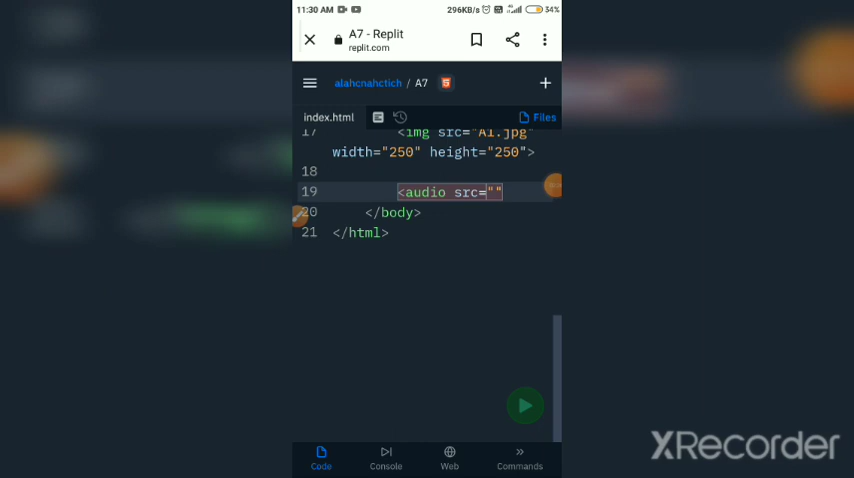 11:30 AM 296KB/s 4G 34%
A7 - Replit
replit.com
alahcnahctich / A7
index.html Files
17 <img src="A1.jpg"
width="250" height="250">
18
19 <audio src=""
20 </body>
21 </html>
Code Console Web Commands
XRecorder